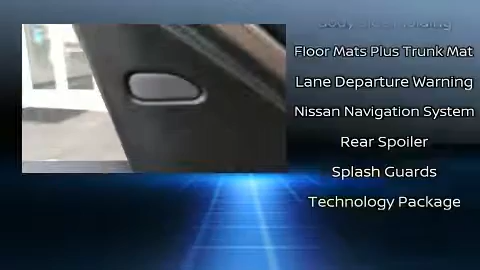 Floor Mats Plus Trunk Mat
Lane Departure Warning
Nissan Navigation System
Rear Spoiler
Splash Guards
Technology Package